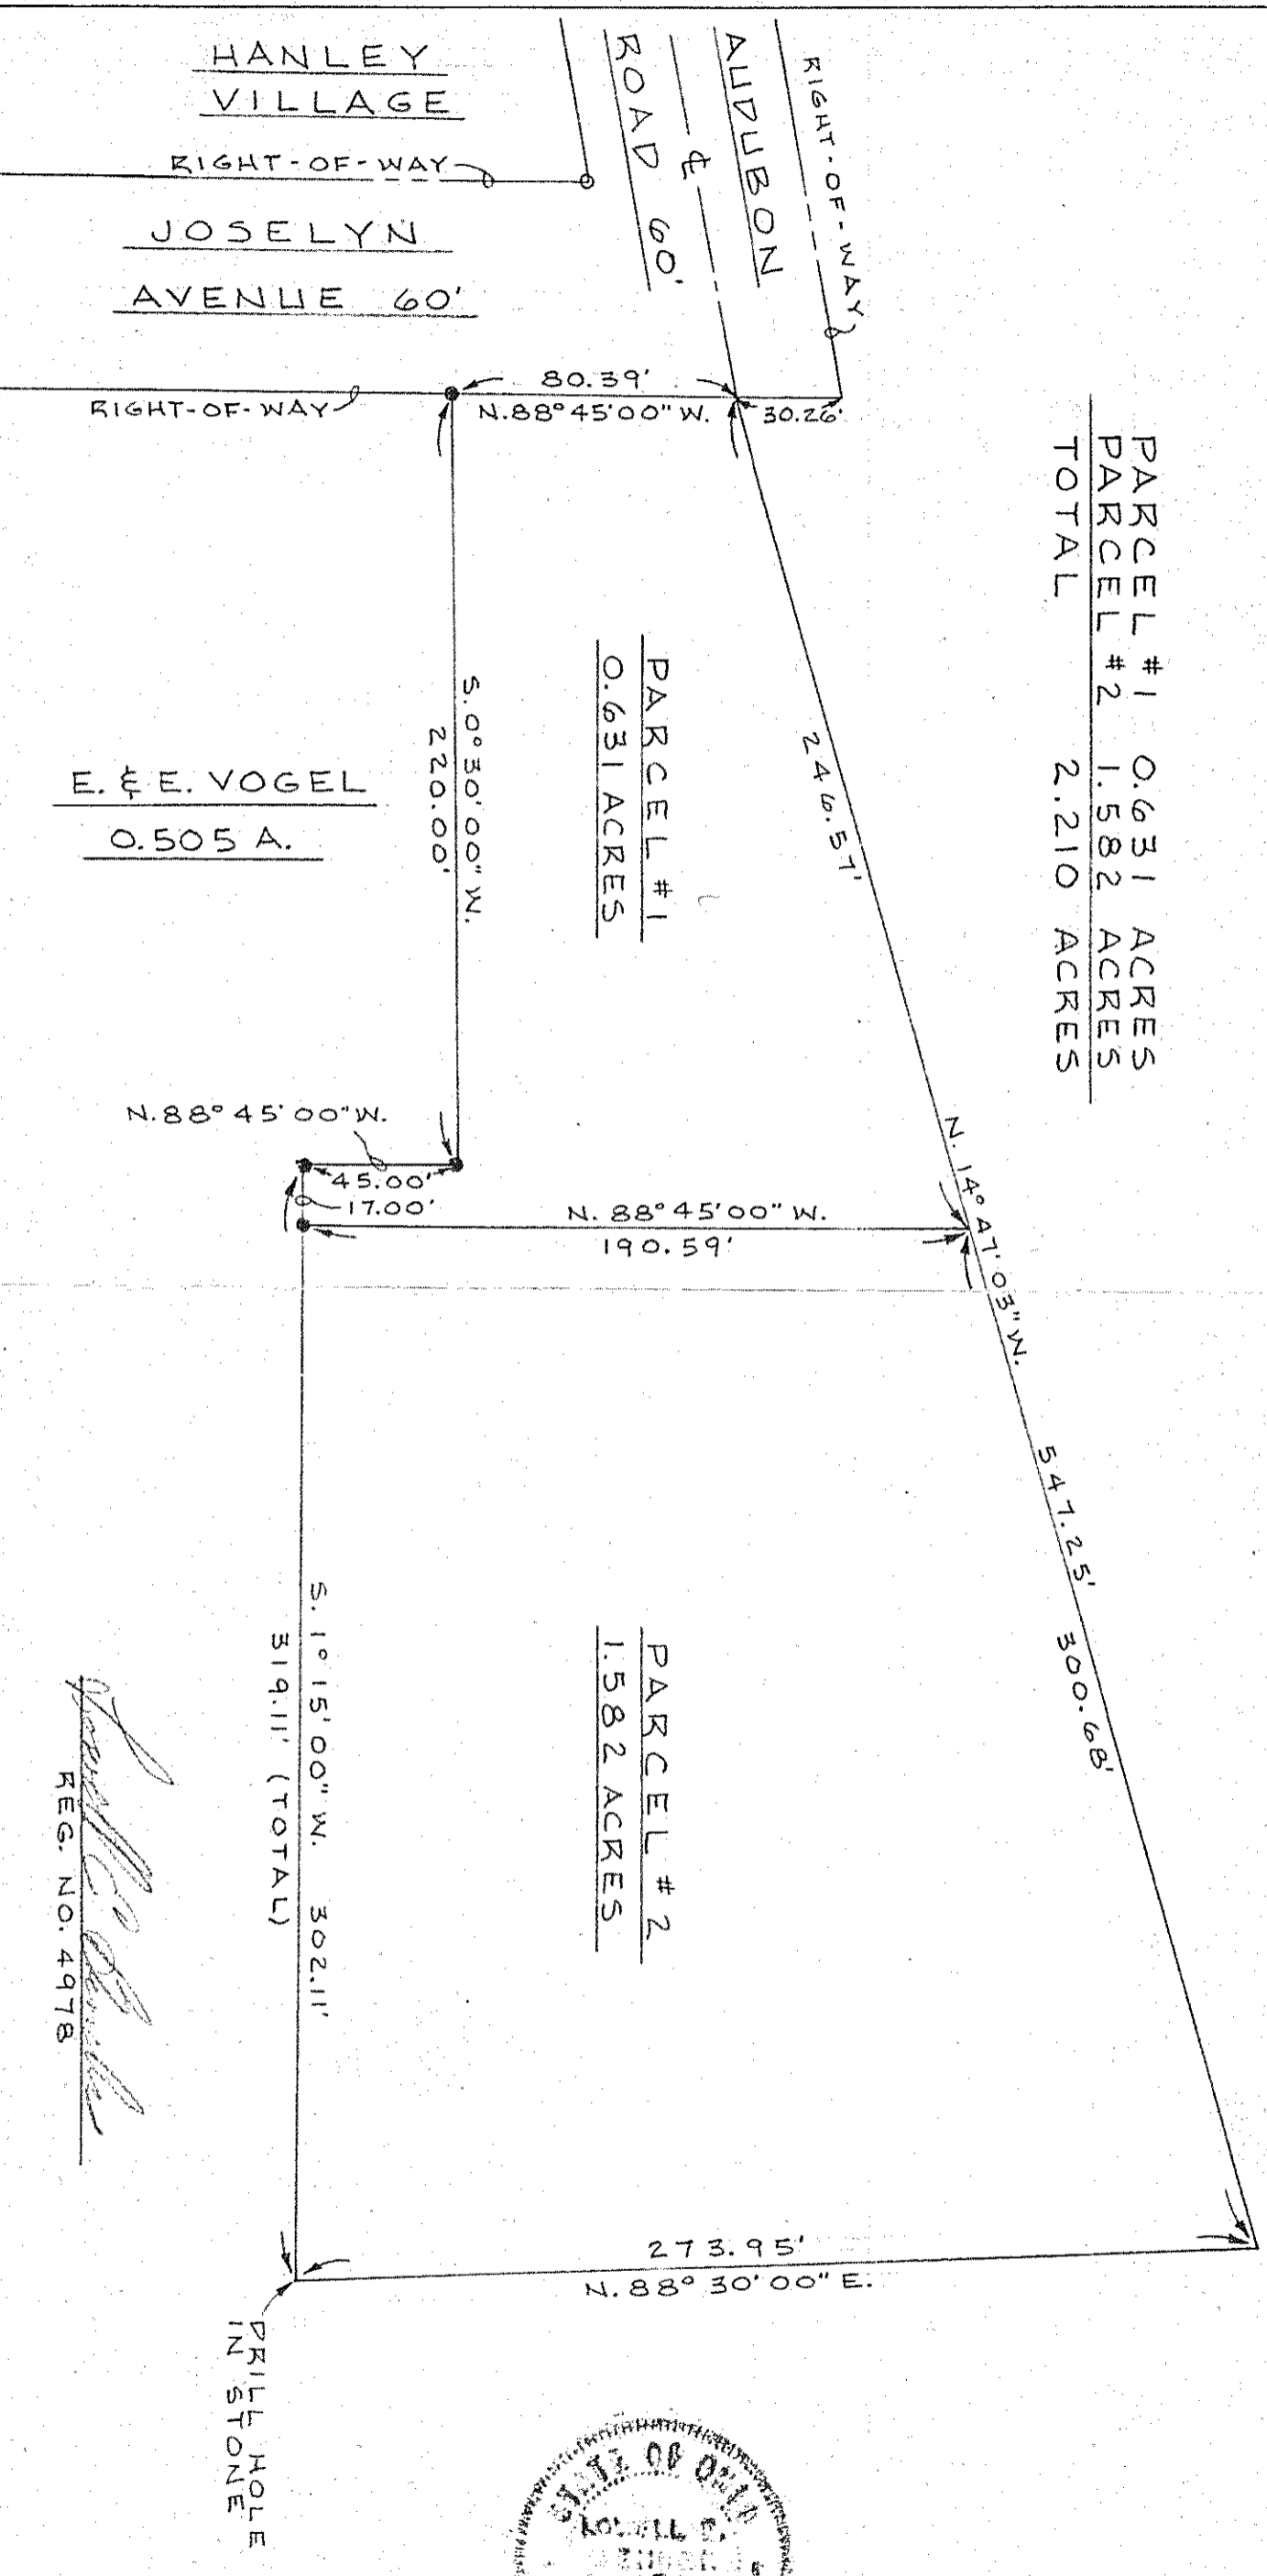 HANLEY
VILLAGE
RIGHT-OF-WAY
JOSELYN
AVENUE 60'
RIGHT-OF-WAY
AUDUBON
℄
ROAD 60'
RIGHT-OF-WAY
80.39'
N.88°45'00"W.
30.26'
PARCEL #1 0.631 ACRES
PARCEL #2 1.582 ACRES
TOTAL 2.210 ACRES
246.57'
N. 14° 47' 03" W.
547.25'
300.68'
PARCEL #1
0.631 ACRES
S.0°30'00"W.
220.00'
E. & E. VOGEL
0.505 A.
N.88°45'00"W.
45.00'
17.00'
N. 88°45'00"W.
190.59'
PARCEL #2
1.582 ACRES
S. 1° 15' 00" W. 302.11'
319.11' (TOTAL)
REG. NO. 4978
273.95'
N.88° 30'00" E.
DRILL HOLE
IN STONE
STATE OF OHIO